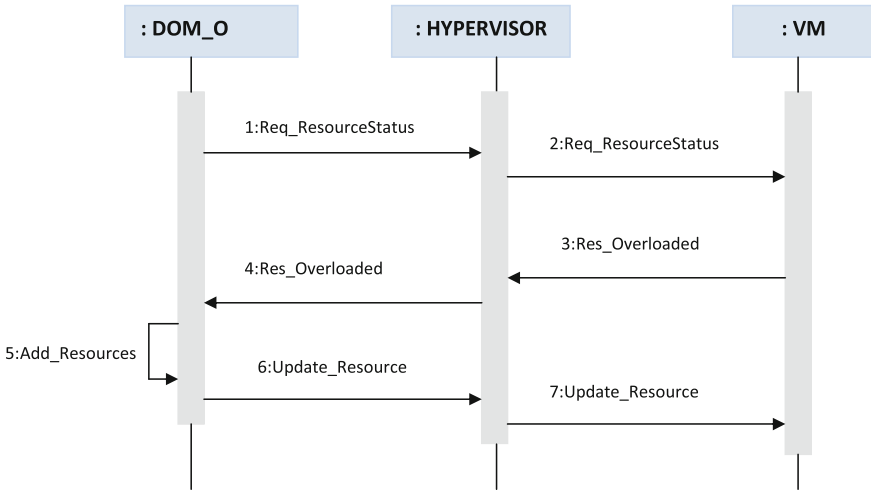 : DOM_O
: HYPERVISOR
: VM
1:Req_ResourceStatus
2:Req_ResourceStatus
3:Res_Overloaded
4:Res_Overloaded
5:Add_Resources
6:Update_Resource
7:Update_Resource